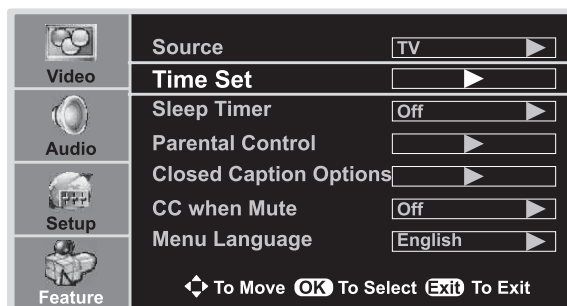 Video
Audio
Setup
Feature
Source TV
Time Set
Sleep Timer Off
Parental Control
Closed Caption Options
CC when Mute Off
Menu Language English
To Move OK To Select Exit To Exit